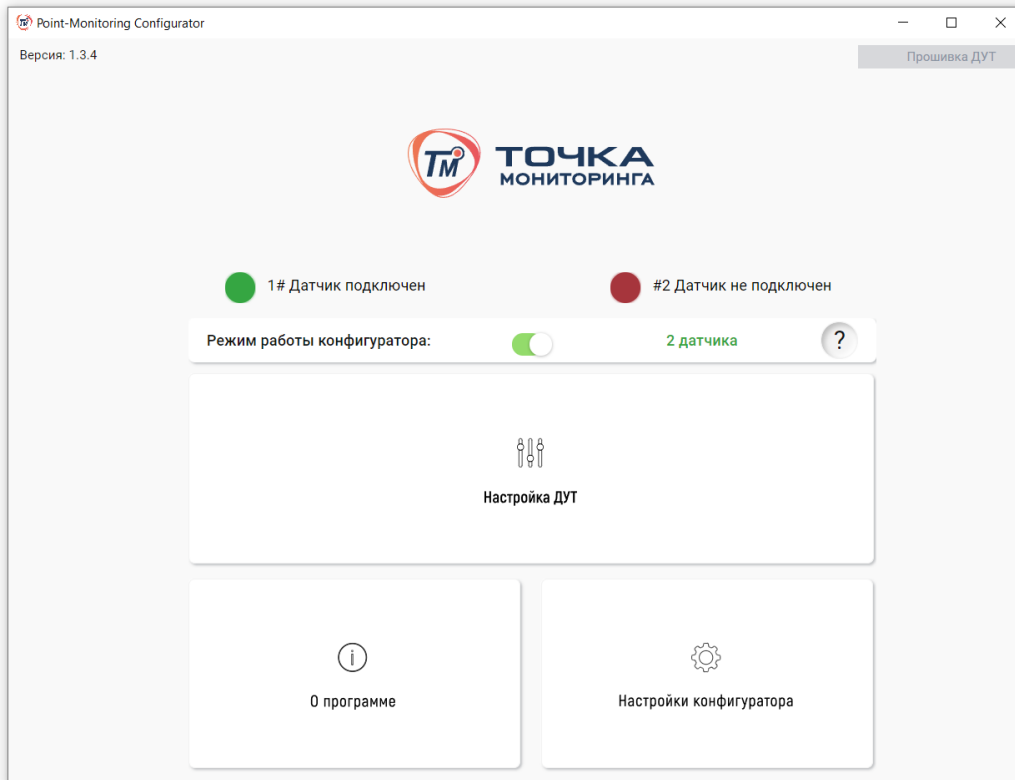 Point-Monitoring Configurator
Версия: 1.3.4
Прошивка ДУТ
ТМ
ТОЧКА
МОНИТОРИНГА
1# Датчик подключен
#2 Датчик не подключен
Режим работы конфигуратора:
2 датчика
?
Настройка ДУТ
О программе
Настройки конфигуратора